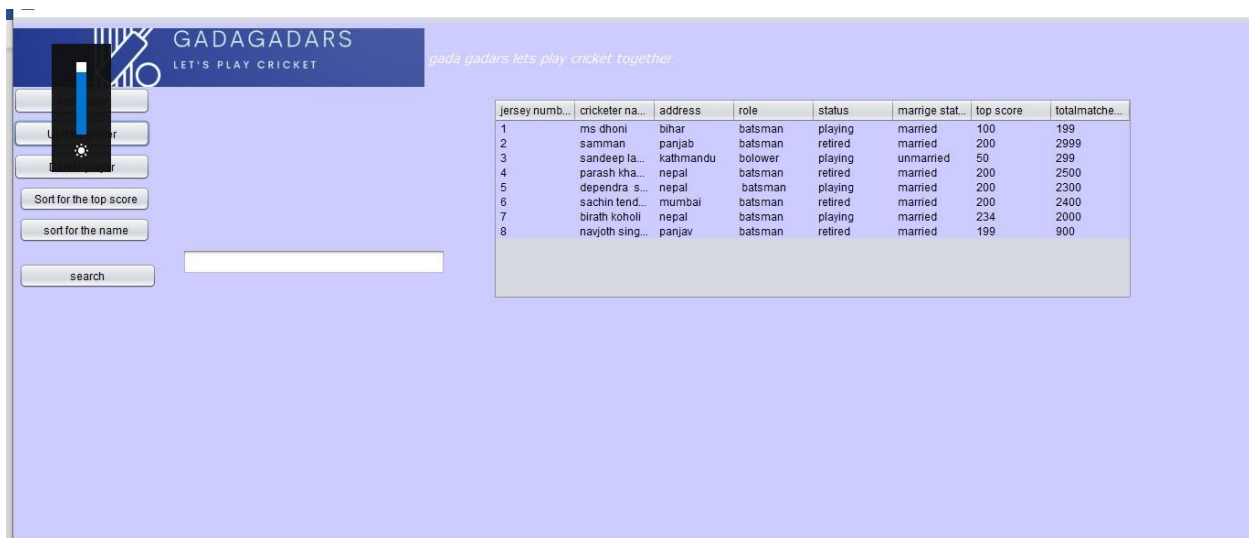 GADAGADARS
LET'S PLAY CRICKET
gada gadars lets play cricket together
Sort for the top score
sort for the name
search
jersey numb... cricketer na... address role status marrige stat... top score totalmatche...
1 ms dhoni bihar batsman playing married 100 199
2 samman panjab batsman retired married 200 2999
3 sandeep la... kathmandu bolower playing unmarried 50 299
4 parash kha... nepal batsman retired married 200 2500
5 dependra s... nepal batsman playing married 200 2300
6 sachin tend... mumbai batsman retired married 200 2400
7 birath koholi nepal batsman playing married 234 2000
8 navjoth sing... panjav batsman retired married 199 900